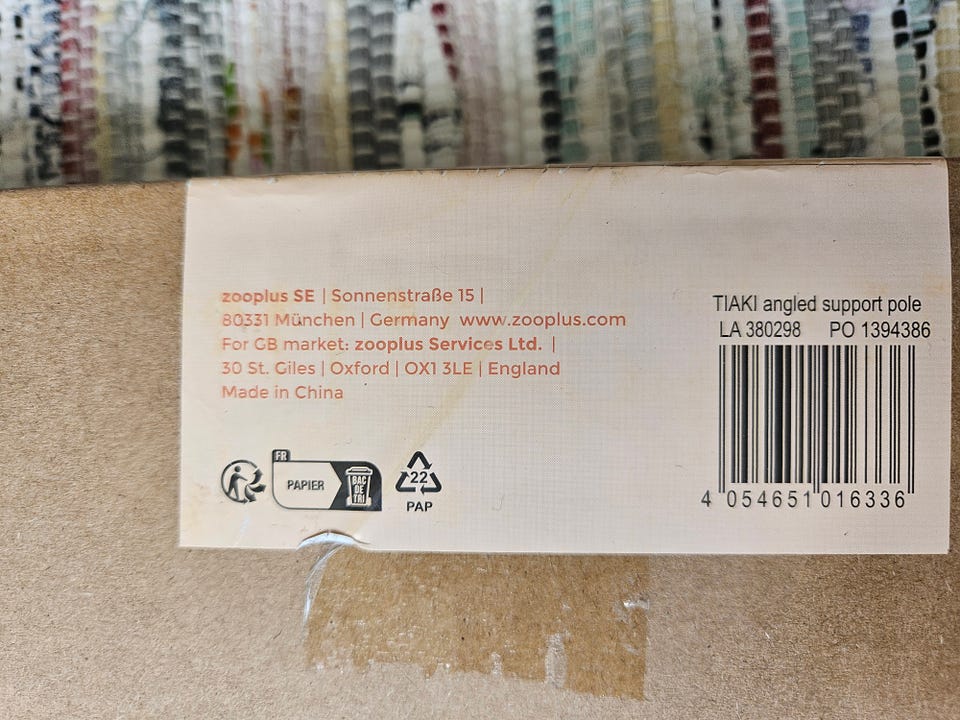 zooplus SE | Sonnenstraße 15 |
80331 München | Germany www.zooplus.com
For GB market: zooplus Services Ltd. |
30 St. Giles | Oxford | OX1 3LE | England
Made in China
FR
PAPIER
BAC
DE
TRI
22
PAP
TIAKI angled support pole
LA 380298 PO 1394386
4 054651 016336